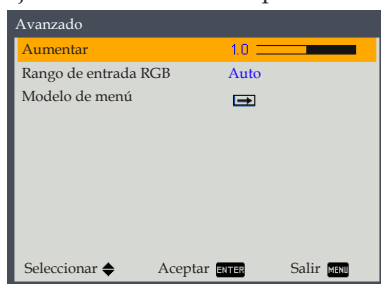 Avanzado
Aumentar 1.0
Rango de entrada RGB Auto
Modelo de menú
Seleccionar Aceptar ENTER Salir MENU